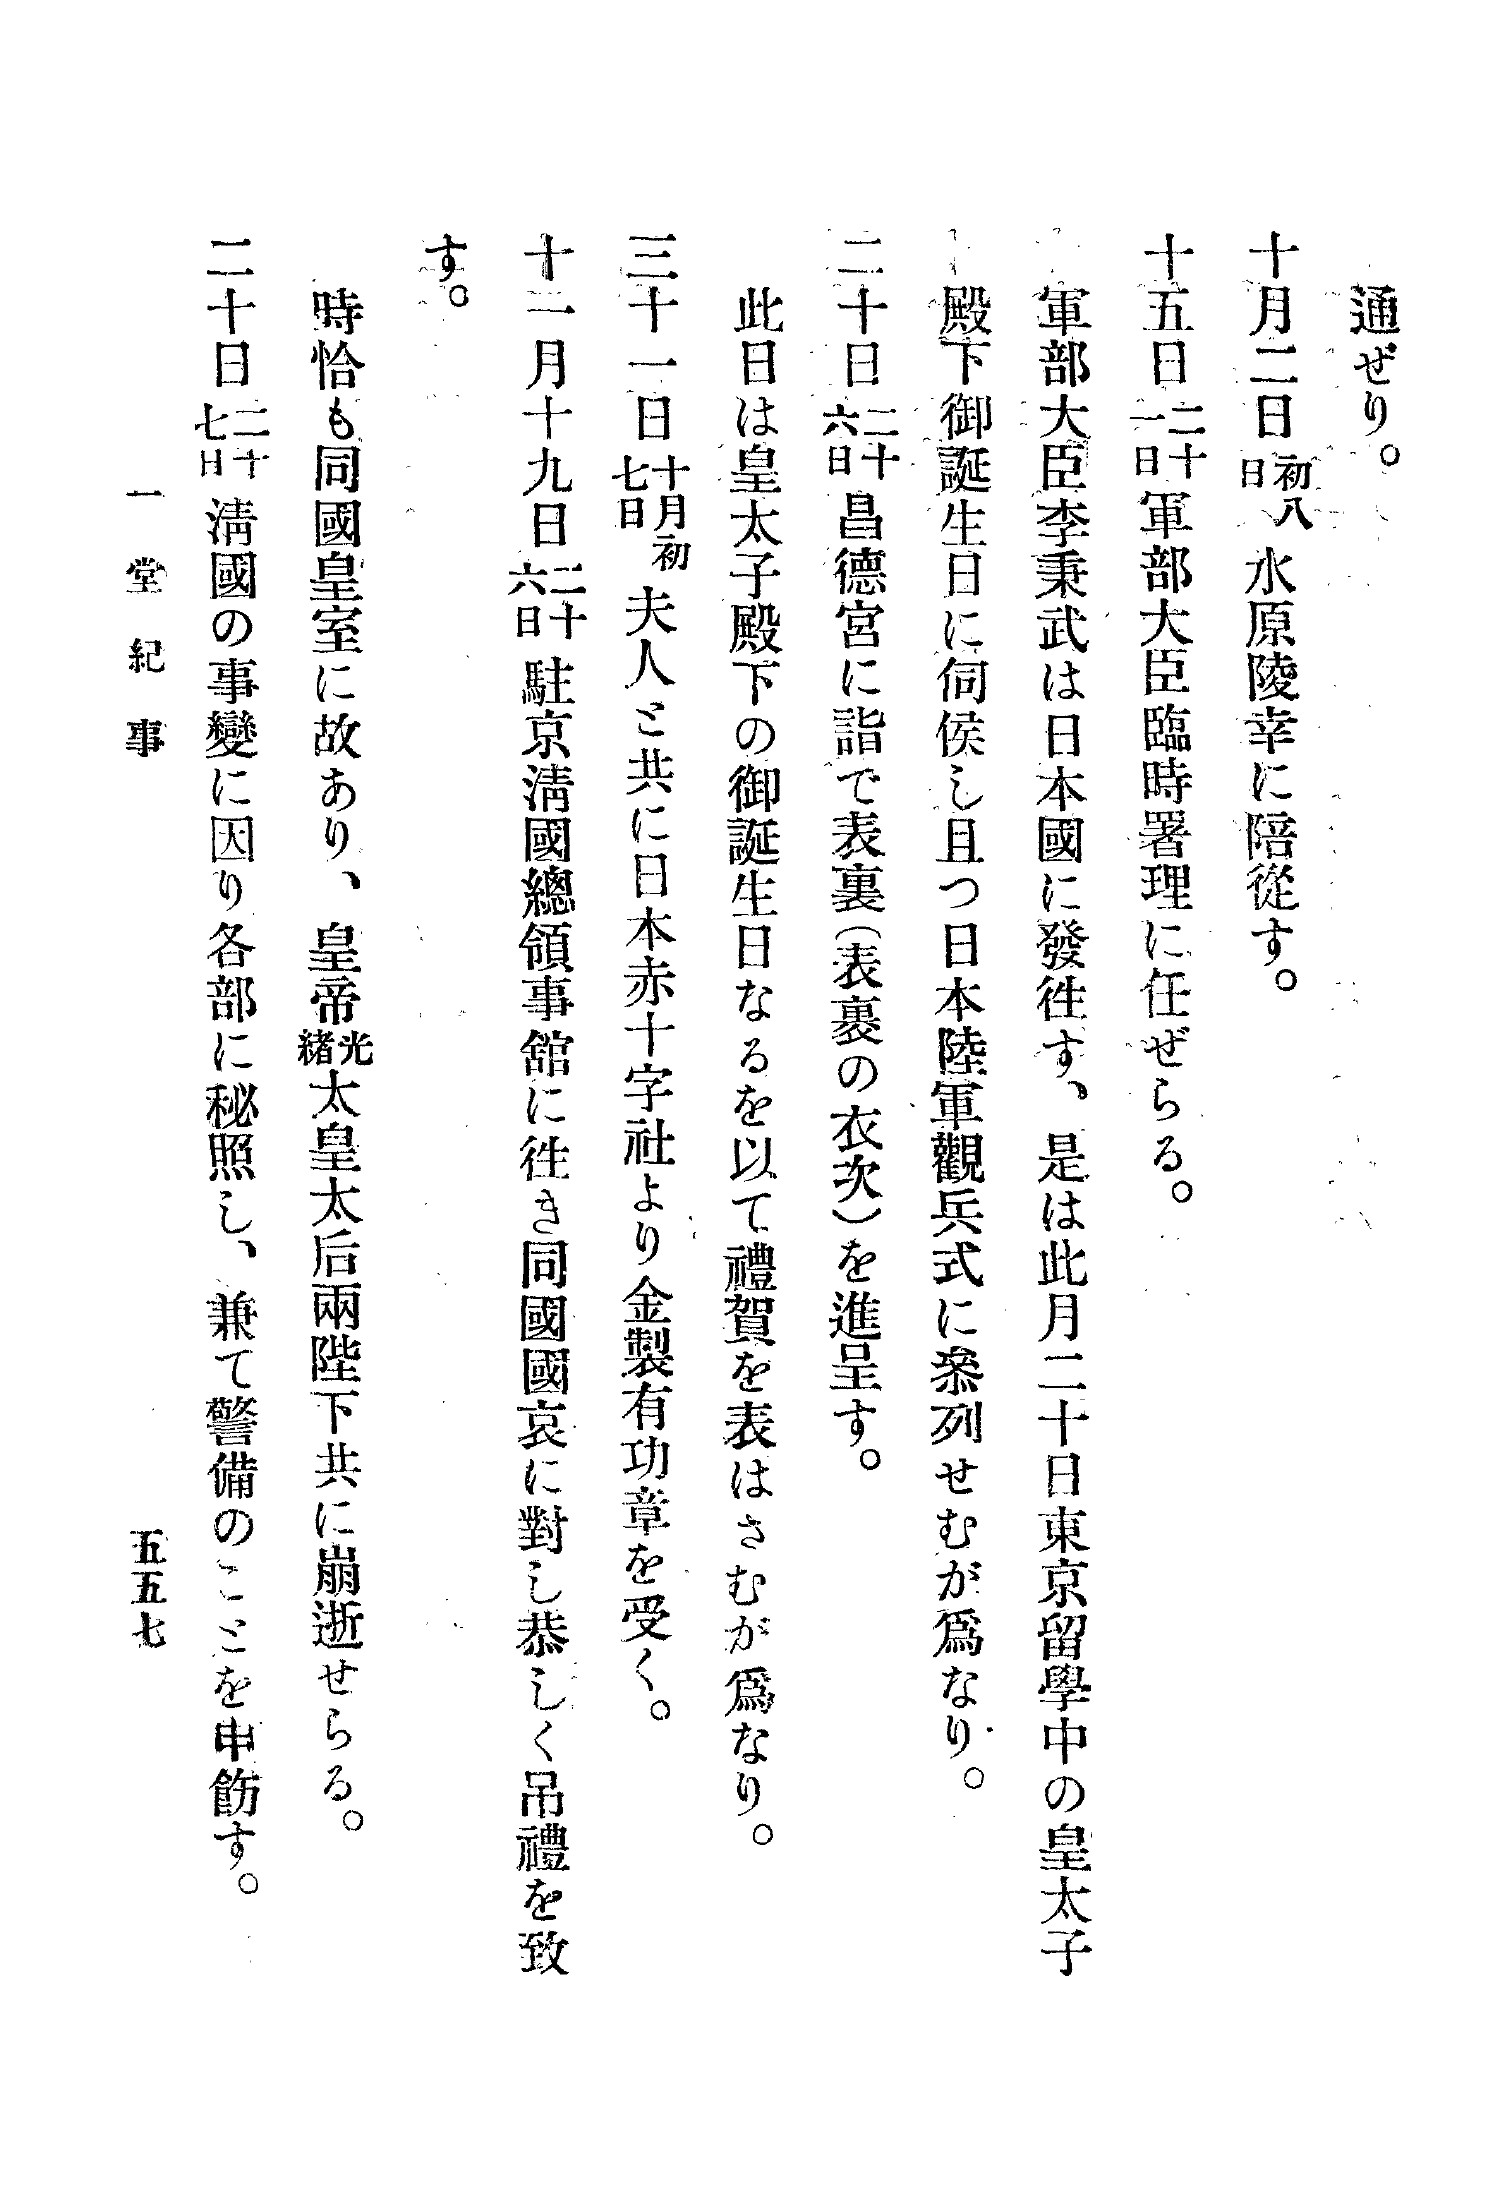 通ぜり。
十月二日初八日水原陵幸に陪從す。
十五日二十一日軍部大臣臨時署理に任ぜらる。
軍部大臣李秉武は日本國に發徃す、是は此月二十日東京留學中の皇太子
殿下御誕生日に伺侯し且つ日本陸軍觀兵式に叅列せむが爲なり。
二十日二十六日昌德宮に詣で表裏（表裏の衣次）を進呈す。
此日は皇太子殿下の御誕生日なるを以て禮賀を表はさむが爲なり。
三十一日十月初七日夫人と共に日本赤十字社より金製有功章を受く。
十一月十九日二十六日駐京淸國總領事舘に徃き同國國哀に對し恭しく吊禮を致
す。
時恰も同國皇室に故あり、皇帝光緖太皇太后兩陛下共に崩逝せらる。
二十日二十七日淸國の事變に因り各部に秘照し、兼て警備のことを申飭す。
一堂紀事
五五七